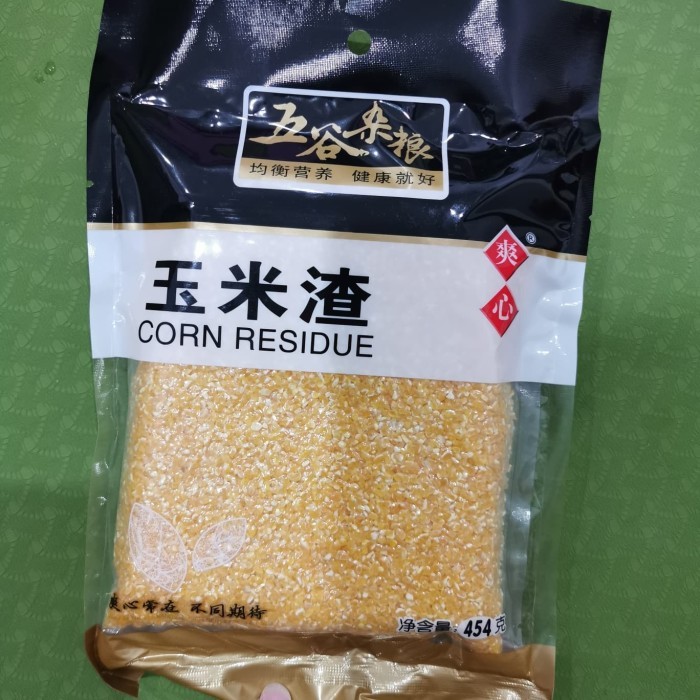 五谷杂粮
均衡营养 健康就好
爽®
心
玉米渣
CORN RESIDUE
爽心常在 不同期待
净含量: 454克